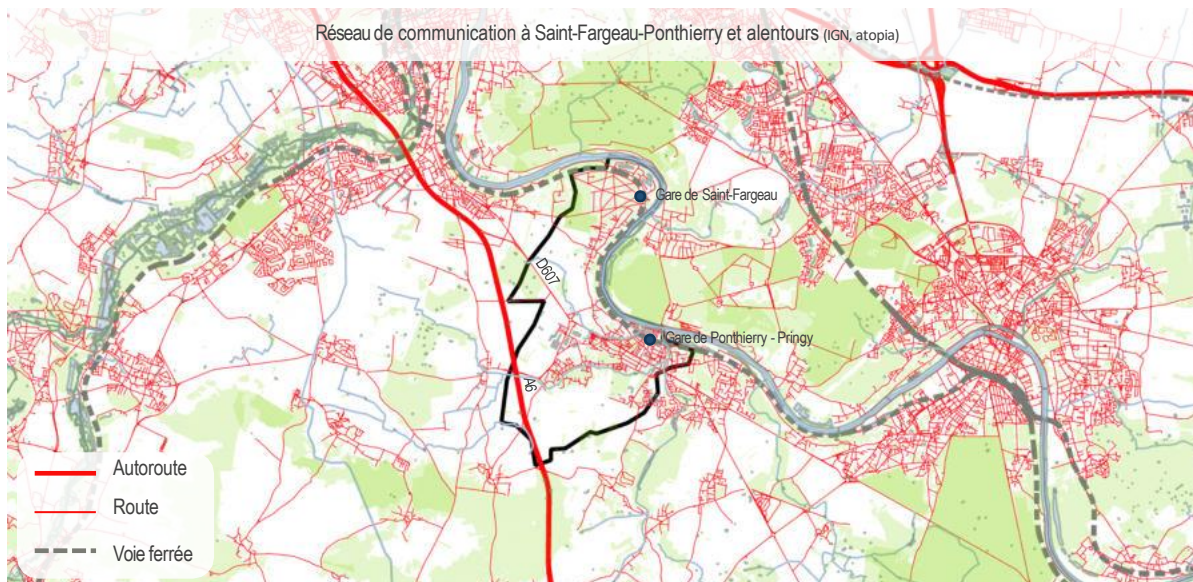 Réseau de communication à Saint-Fargeau-Ponthierry et alentours (IGN, atopia)
Gare de Saint-Fargeau
D607
Gare de Ponthierry - Pringy
A6
Autoroute
Route
Voie ferrée